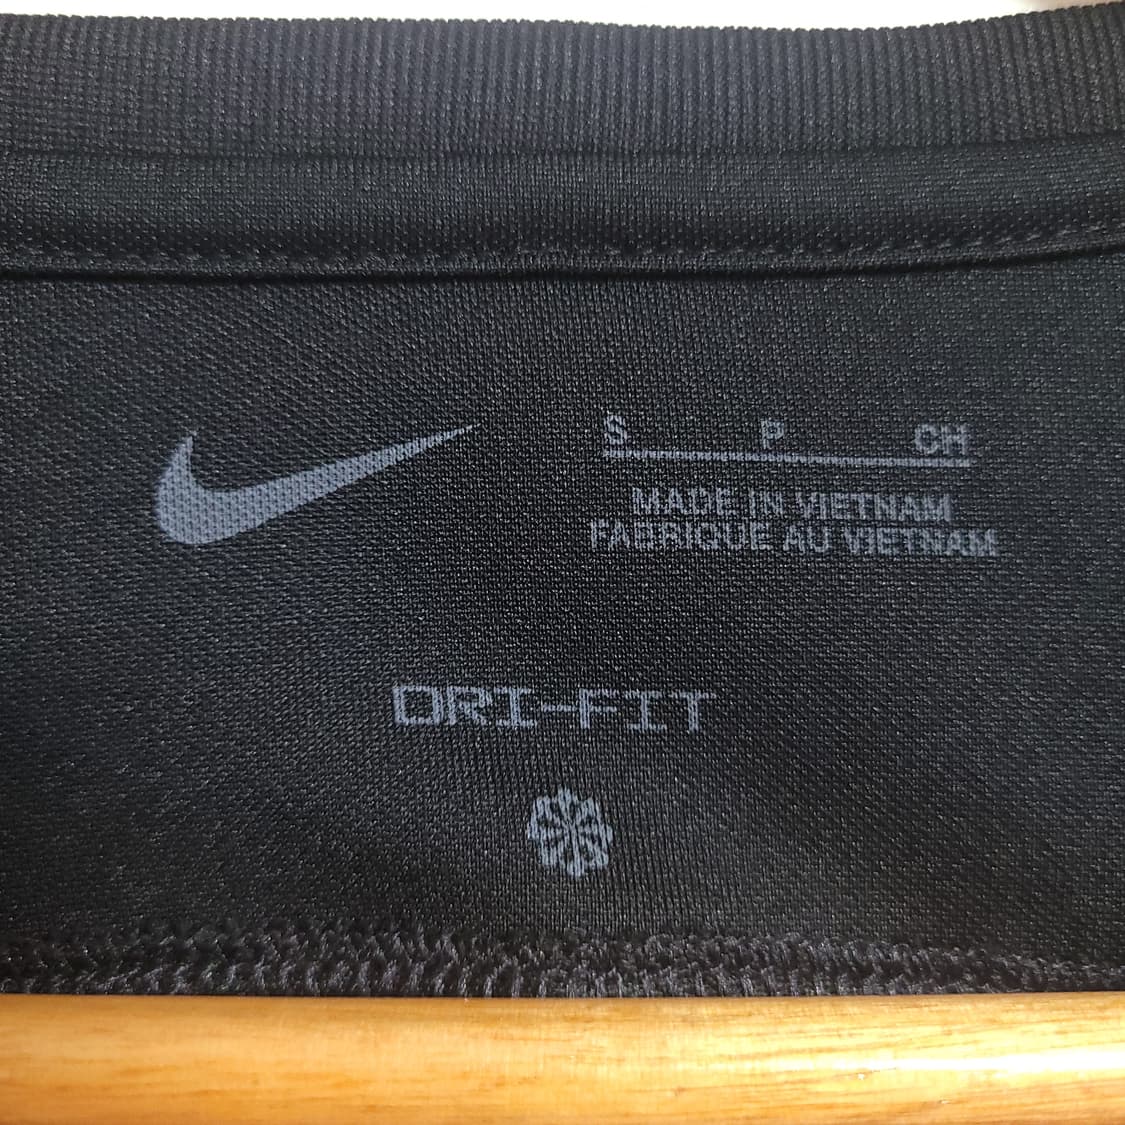 S P CH
MADE IN VIETNAM
FABRIQUE AU VIETNAM
DRI-FIT